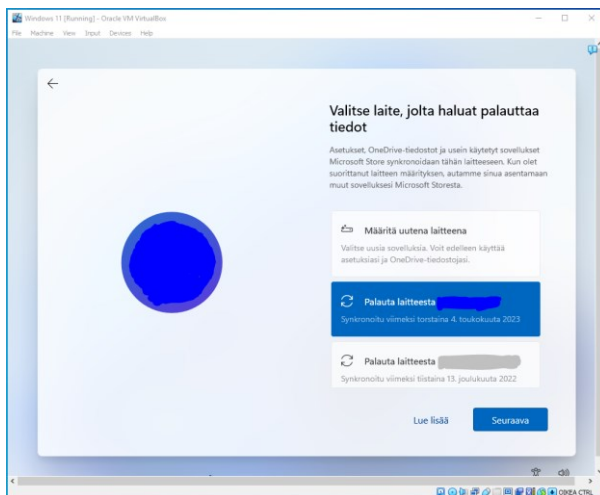 Windows 11 [Running] - Oracle VM VirtualBox
File Machine View Input Devices Help
Valitse laite, jolta haluat palauttaa
tiedot
Asetukset, OneDrive-tiedostot ja usein käytetyt sovellukset
Microsoft Store synkronoidaan tähän laitteeseen. Kun olet
suorittanut laitteen määrityksen, autamme sinua asentamaan
muut sovelluksesi Microsoft Storesta.
Määritä uutena laitteena
Valitse uusia sovelluksia. Voit edelleen käyttää
asetuksiasi ja OneDrive-tiedostojasi.
Palauta laitteesta
Synkronoitu viimeksi torstaina 4. toukokuuta 2023
Palauta laitteesta
Synkronoitu viimeksi tiistaina 13. joulukuuta 2022
Lue lisää
Seuraava
OIKEA CTRL